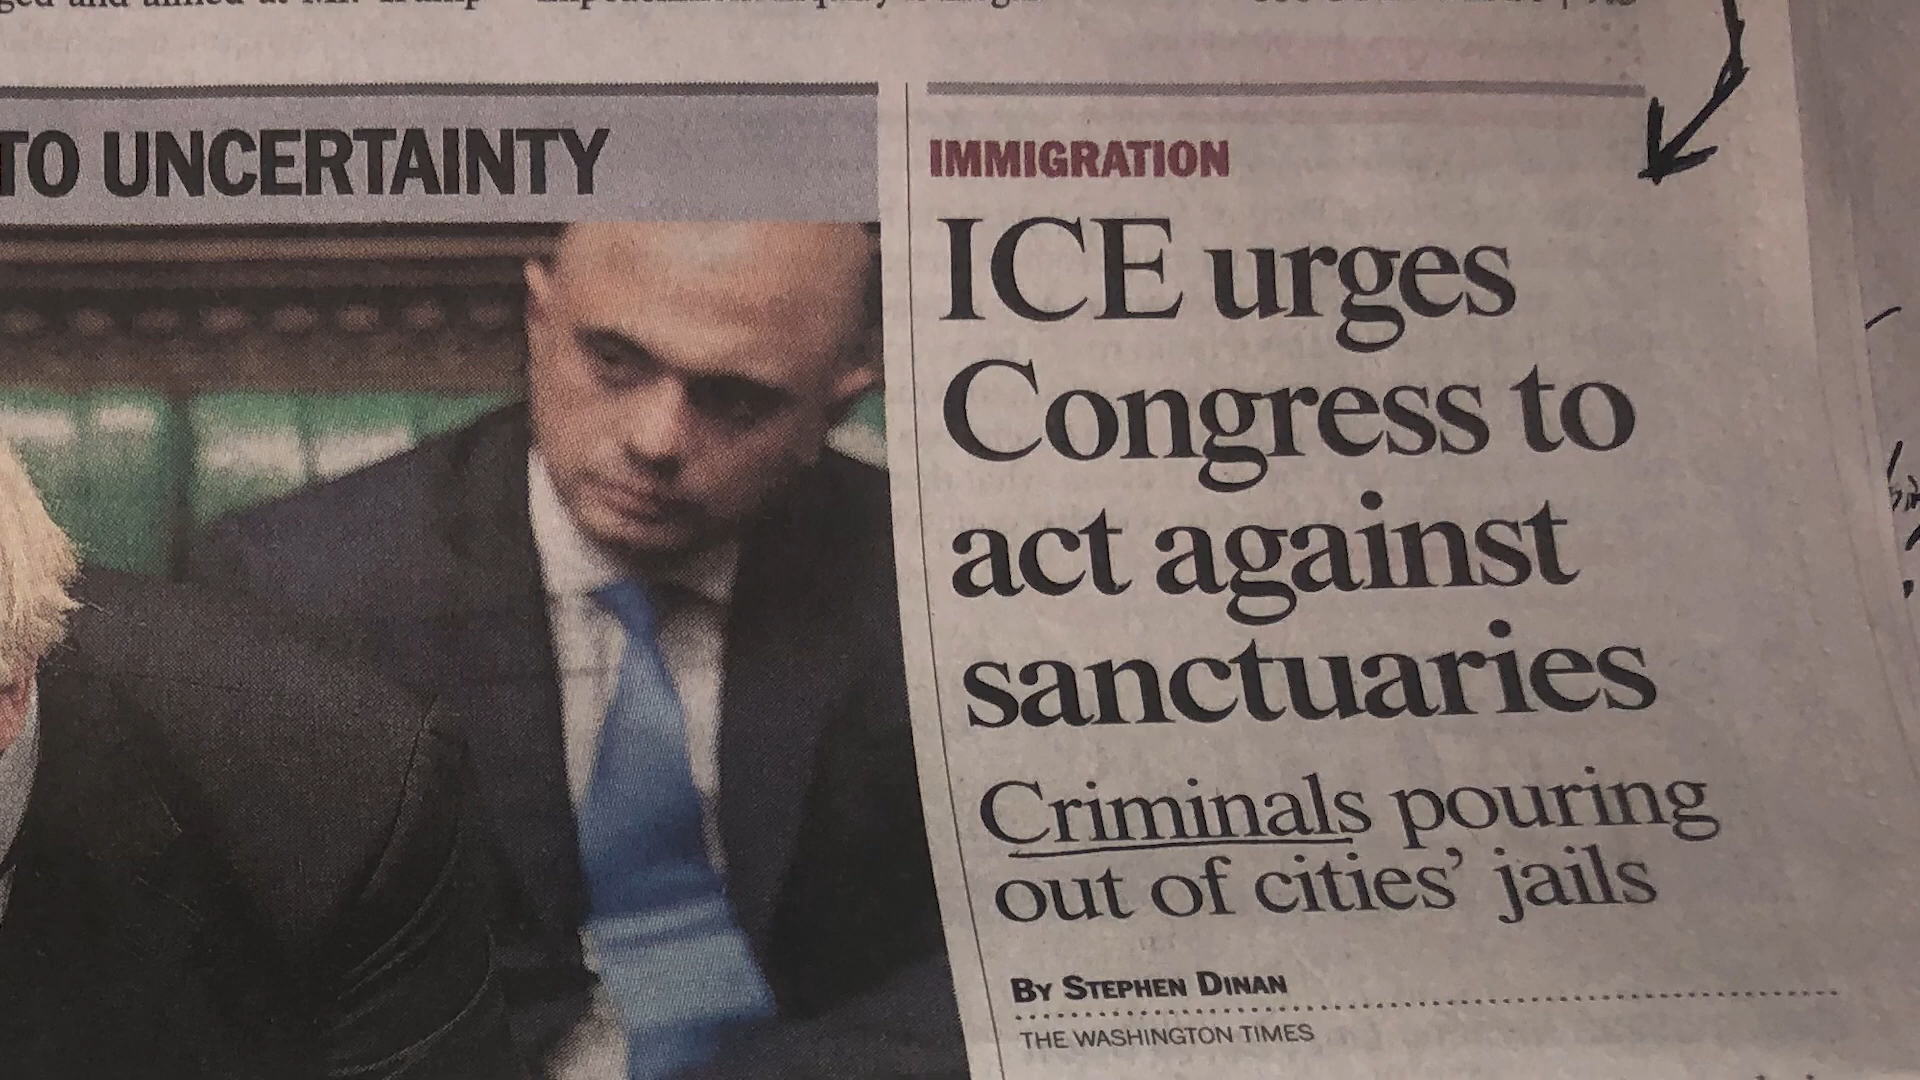 TO UNCERTAINTY
IMMIGRATION
ICE urges
Congress to
act against
sanctuaries
Criminals pouring
out of cities' jails
BY STEPHEN DINAN
THE WASHINGTON TIMES